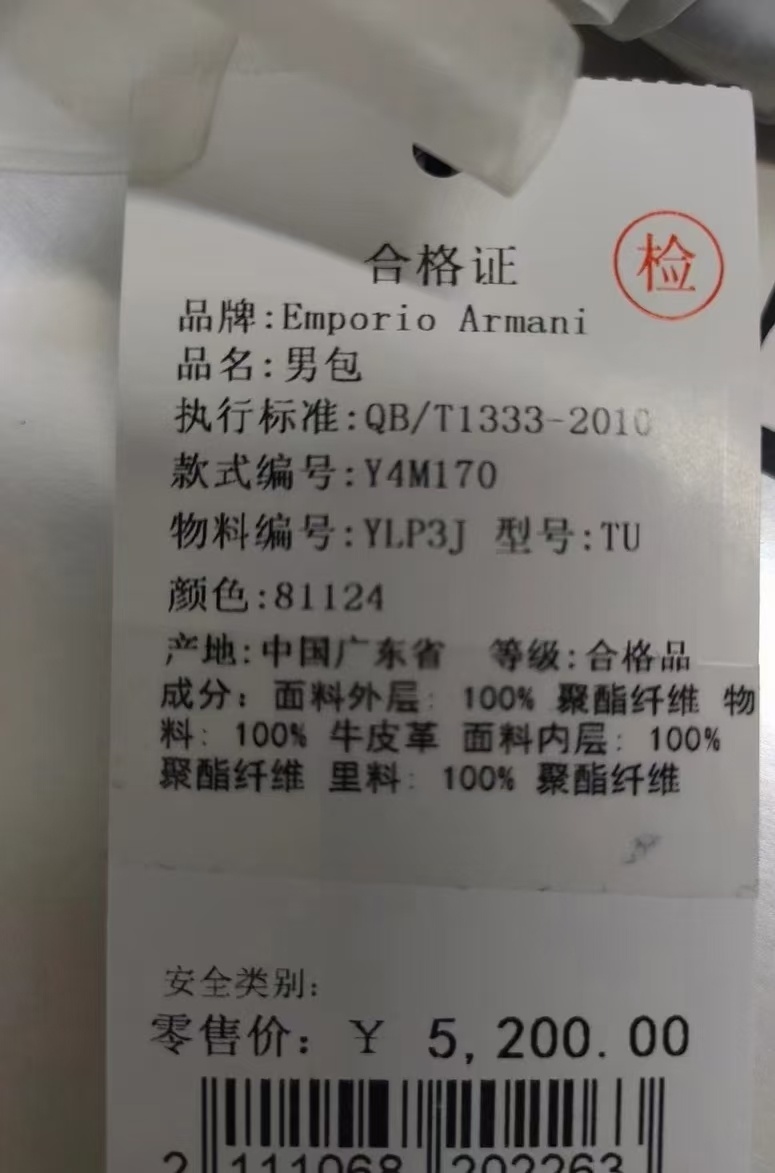 合格证
检
品牌:Emporio Armani
品名:男包
执行标准:QB/T1333-2010
款式编号:Y4M170
物料编号:YLP3J 型号:TU
颜色:81124
产地:中国广东省 等级:合格品
成分: 面料外层: 100% 聚酯纤维 物
料: 100% 牛皮革 面料内层: 100%
聚酯纤维 里料: 100% 聚酯纤维
安全类别:
零售价: ¥ 5,200.00
2 111068 202263